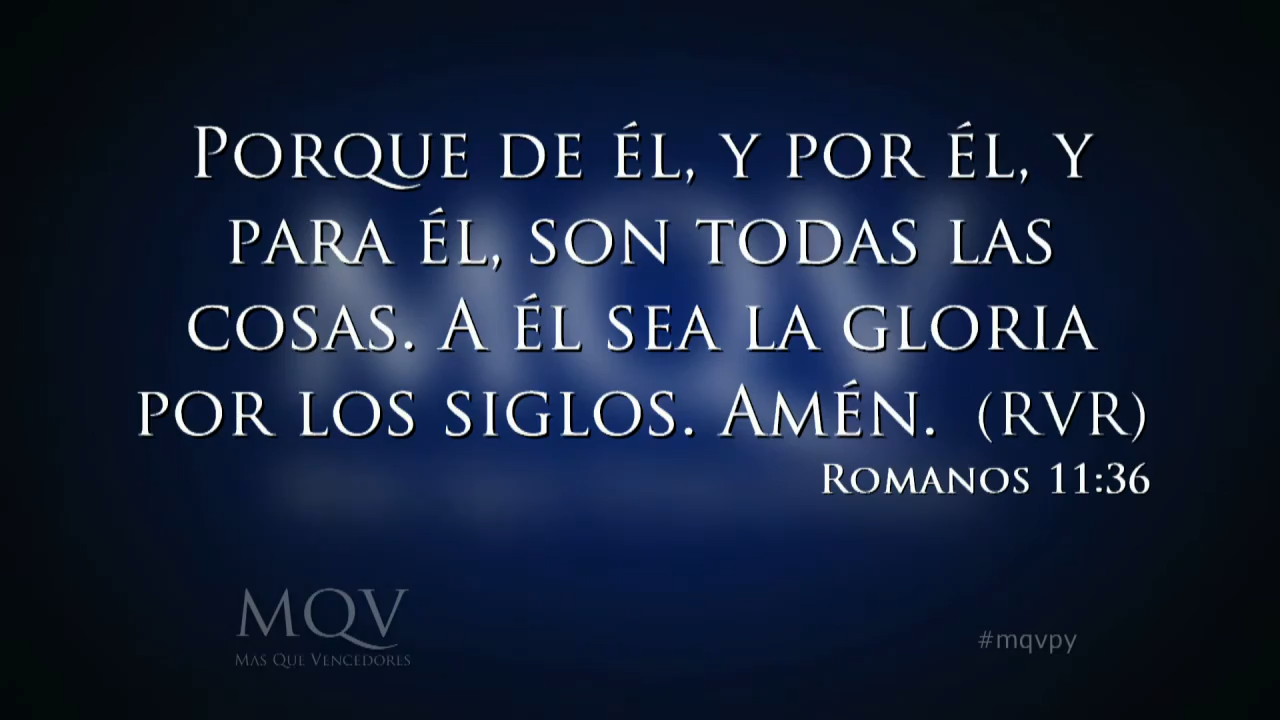 Porque de él, y por él, y
para él, son todas las
cosas. A él sea la gloria
por los siglos. Amén. (RVR)
Romanos 11:36
MQV
Mas Que Vencedores
#mqvpy